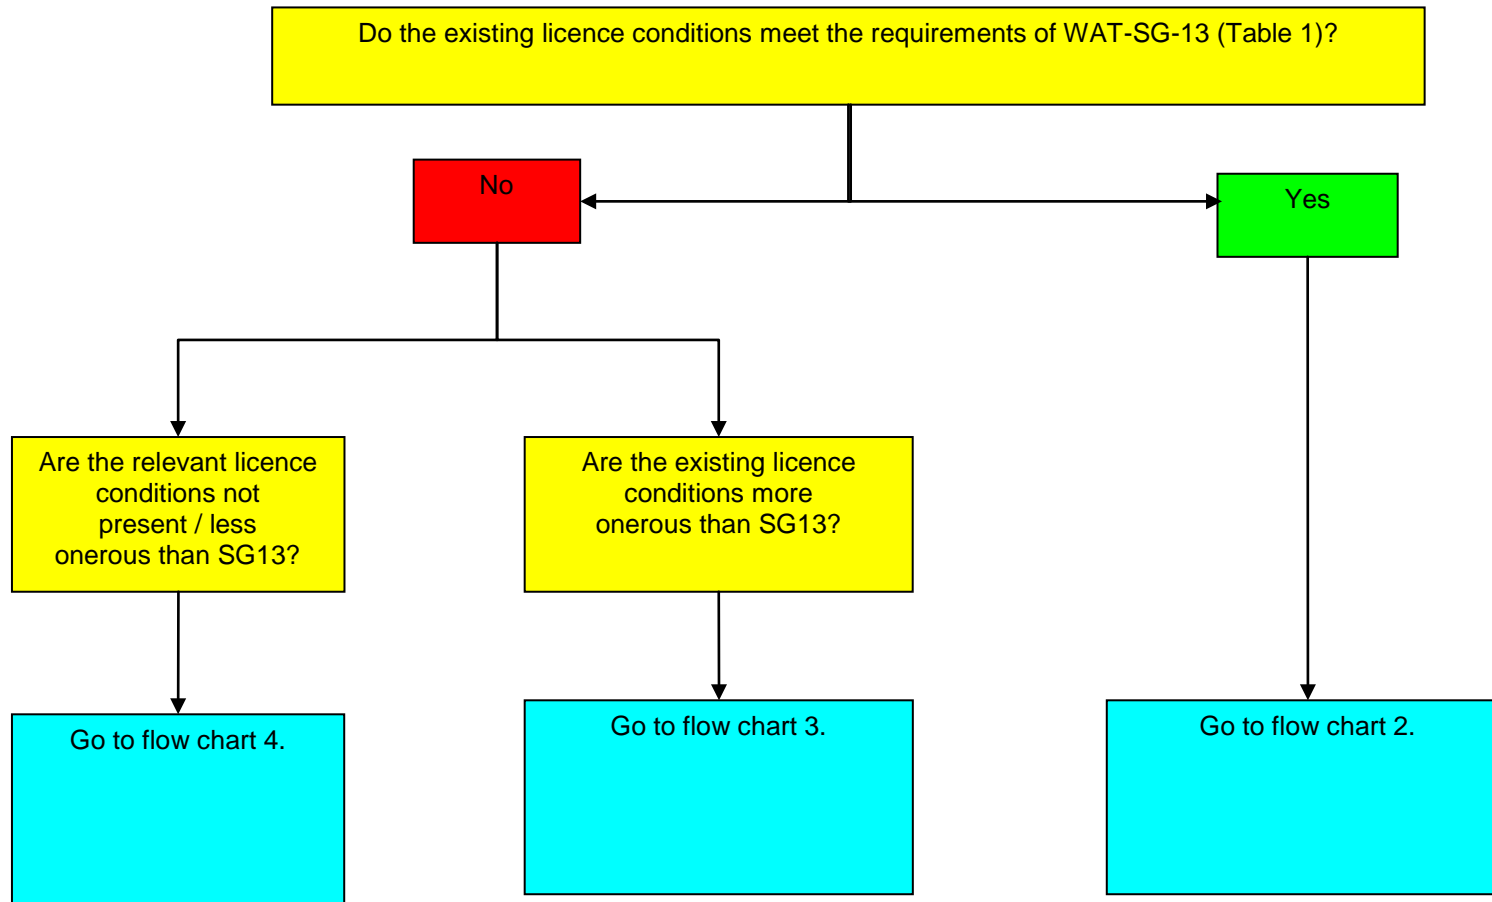 Do the existing licence conditions meet the requirements of WAT-SG-13 (Table 1)?
No
Yes
Are the relevant licence
conditions not
present / less
onerous than SG13?
Are the existing licence
conditions more
onerous than SG13?
Go to flow chart 4.
Go to flow chart 3.
Go to flow chart 2.